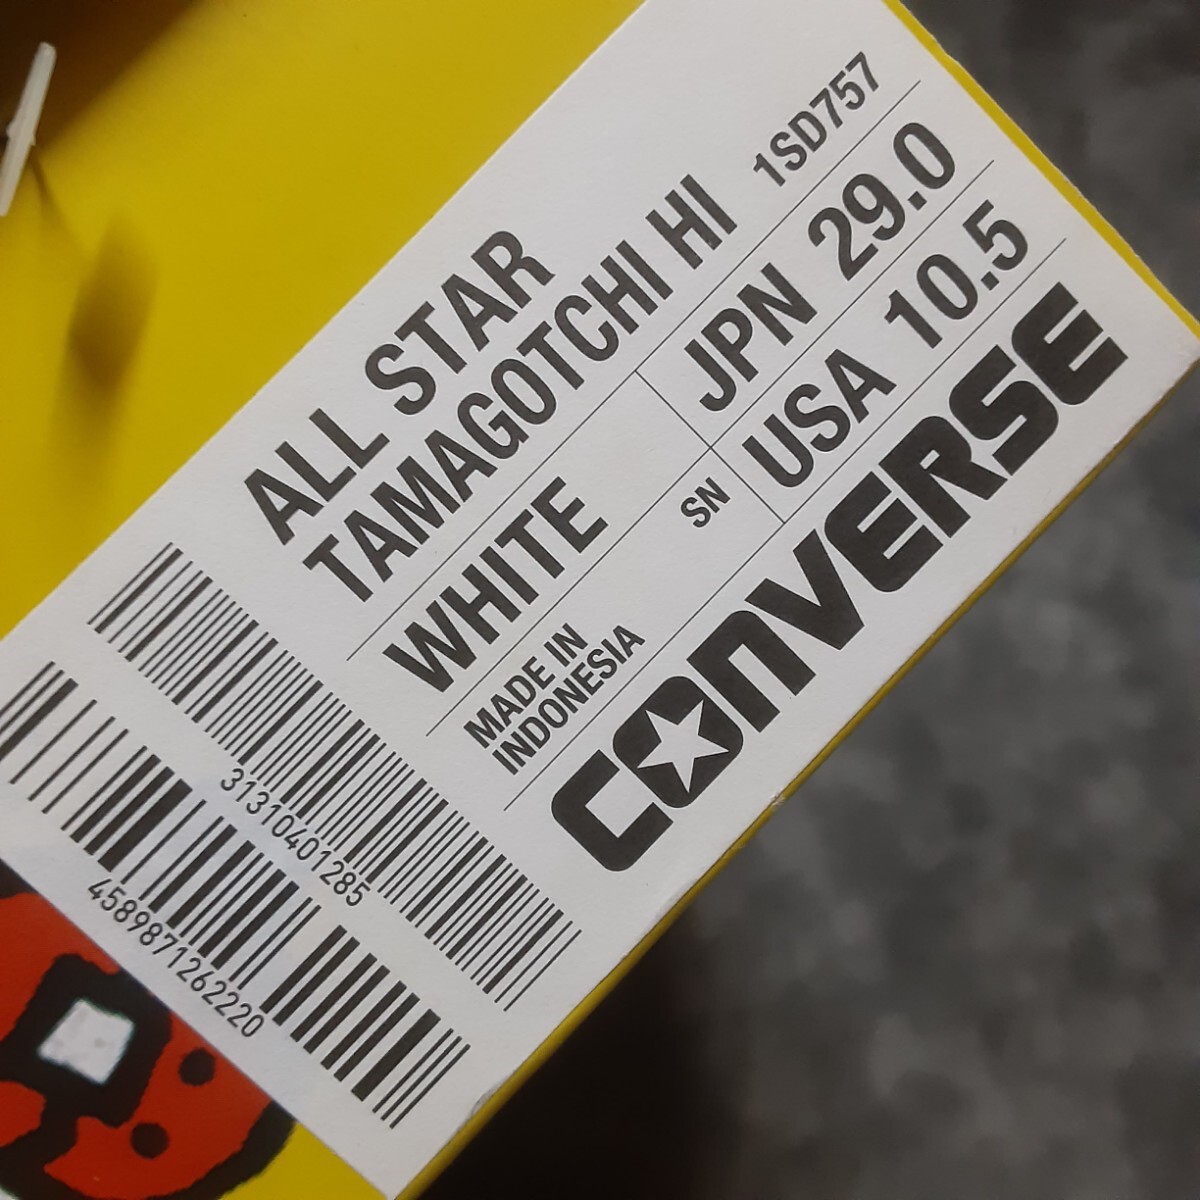 ALL STAR
TAMAGOTCHI HI 1SD757
WHITE JPN 29.0
SN USA 10.5
MADE IN
INDONESIA
CONVERSE
31310401285
4589871262220